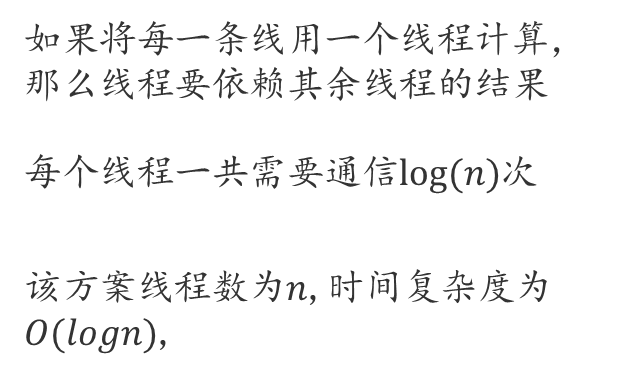 如果将每一条线用一个线程计算，
那么线程要依赖其余线程的结果
每个线程一共需要通信log(n)次
该方案线程数为n, 时间复杂度为
O(logn),